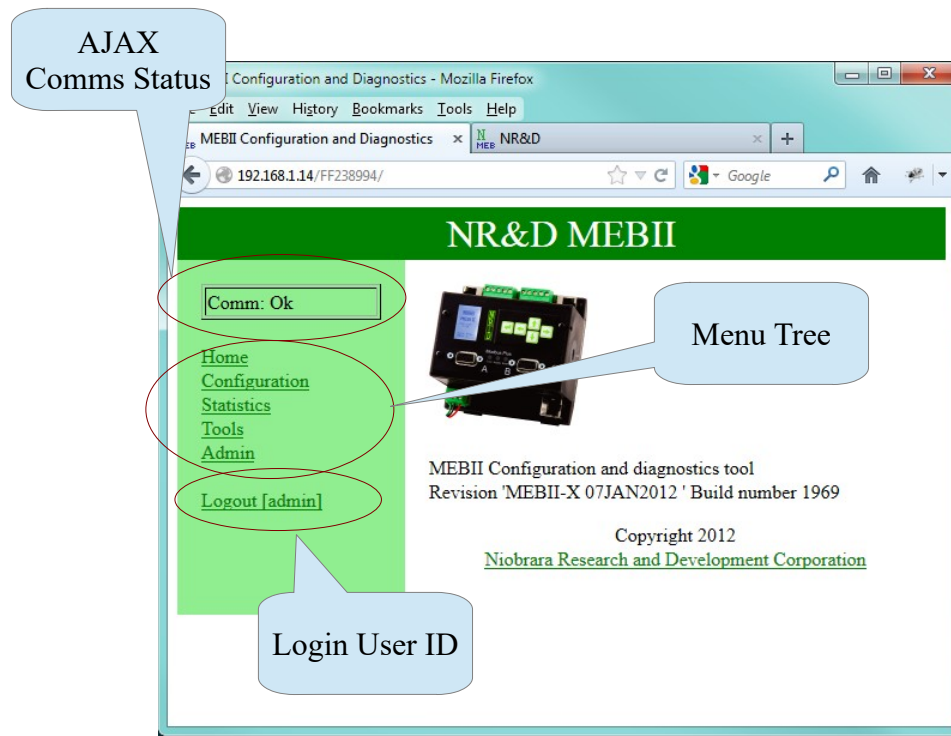 AJAX
Comms Status
I Configuration and Diagnostics - Mozilla Firefox
Edit View History Bookmarks Tools Help
EB MEBII Configuration and Diagnostics × N MEB NR&D × +
192.168.1.14/FF238994/ Google
NR&D MEBII
Comm: Ok
Menu Tree
Home
Configuration
Statistics
Tools
Admin
A B
MEBII Configuration and diagnostics tool
Revision 'MEBII-X 07JAN2012 ' Build number 1969
Logout [admin]
Copyright 2012
Niobrara Research and Development Corporation
Login User ID